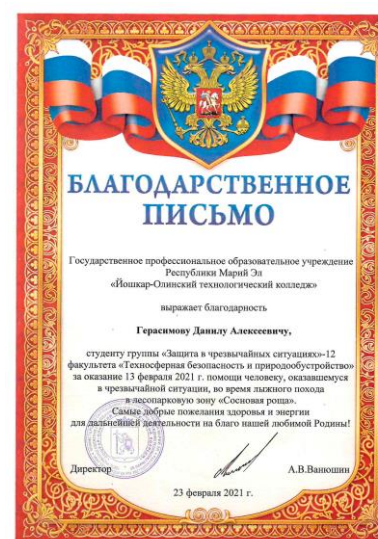 БЛАГОДАРСТВЕННОЕ
ПИСЬМО
Государственное профессиональное образовательное учреждение
Республики Марий Эл
«Йошкар-Олинский технологический колледж»
выражает благодарность
Герасимову Данилу Алексеевичу,
студенту группы «Защита в чрезвычайных ситуациях»-12
факультета «Техносферная безопасность и природообустройство»
за оказание 13 февраля 2021 г. помощи человеку, оказавшемуся
в чрезвычайной ситуации, во время лыжного похода
в лесопарковую зону «Сосновая роща».
Самые добрые пожелания здоровья и энергии
для дальнейшей деятельности на благо нашей любимой Родины!
Директор А.В.Ванюшин
23 февраля 2021 г.